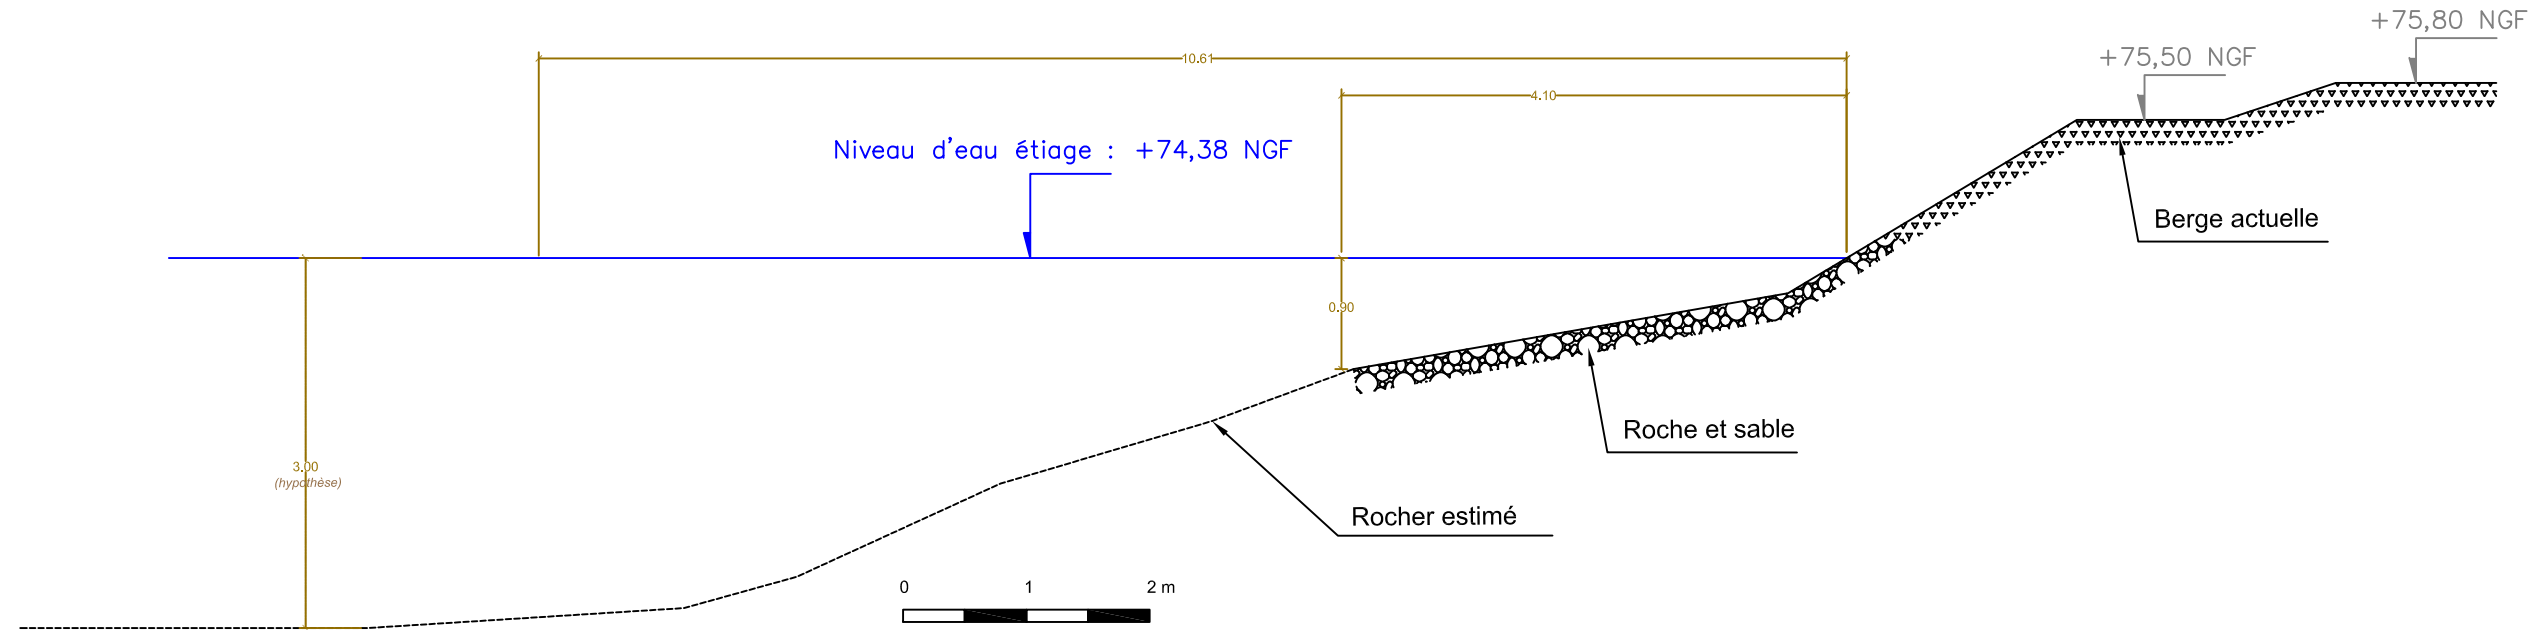 +75,80 NGF
+75,50 NGF
10.61
4.10
Niveau d'eau étiage : +74,38 NGF
Berge actuelle
0.90
Roche et sable
3.00
(hypothèse)
Rocher estimé
0 1 2 m